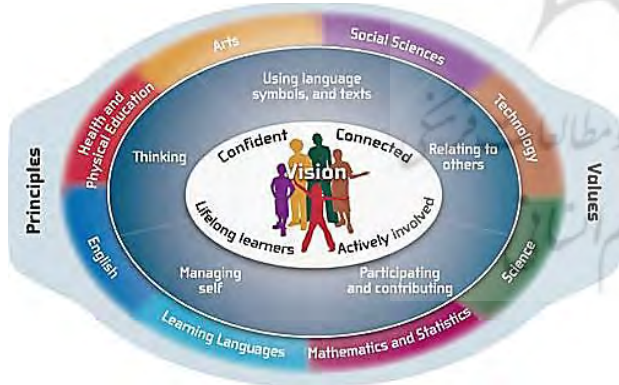 Arts
Social Sciences
Health and
Physical Education
Using language
symbols, and texts
Technology
Principles
Thinking
Confident
Connected
Relating to
others
Values
Vision
Lifelong learners
Actively involved
English
Managing
self
Participating
and contributing
Science
Learning Languages
Mathematics and Statistics